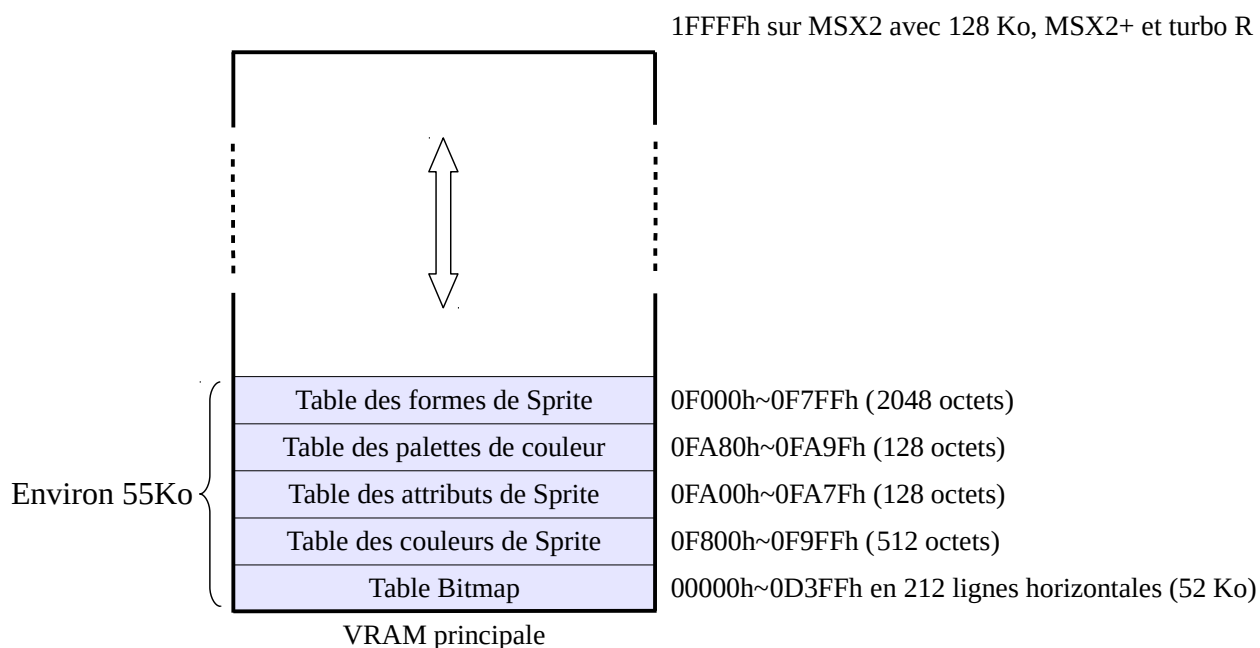 1FFFFh sur MSX2 avec 128 Ko, MSX2+ et turbo R
Table des formes de Sprite 0F000h~0F7FFh (2048 octets)
Table des palettes de couleur 0FA80h~0FA9Fh (128 octets)
Environ 55Ko Table des attributs de Sprite 0FA00h~0FA7Fh (128 octets)
Table des couleurs de Sprite 0F800h~0F9FFh (512 octets)
Table Bitmap 00000h~0D3FFh en 212 lignes horizontales (52 Ko)
VRAM principale